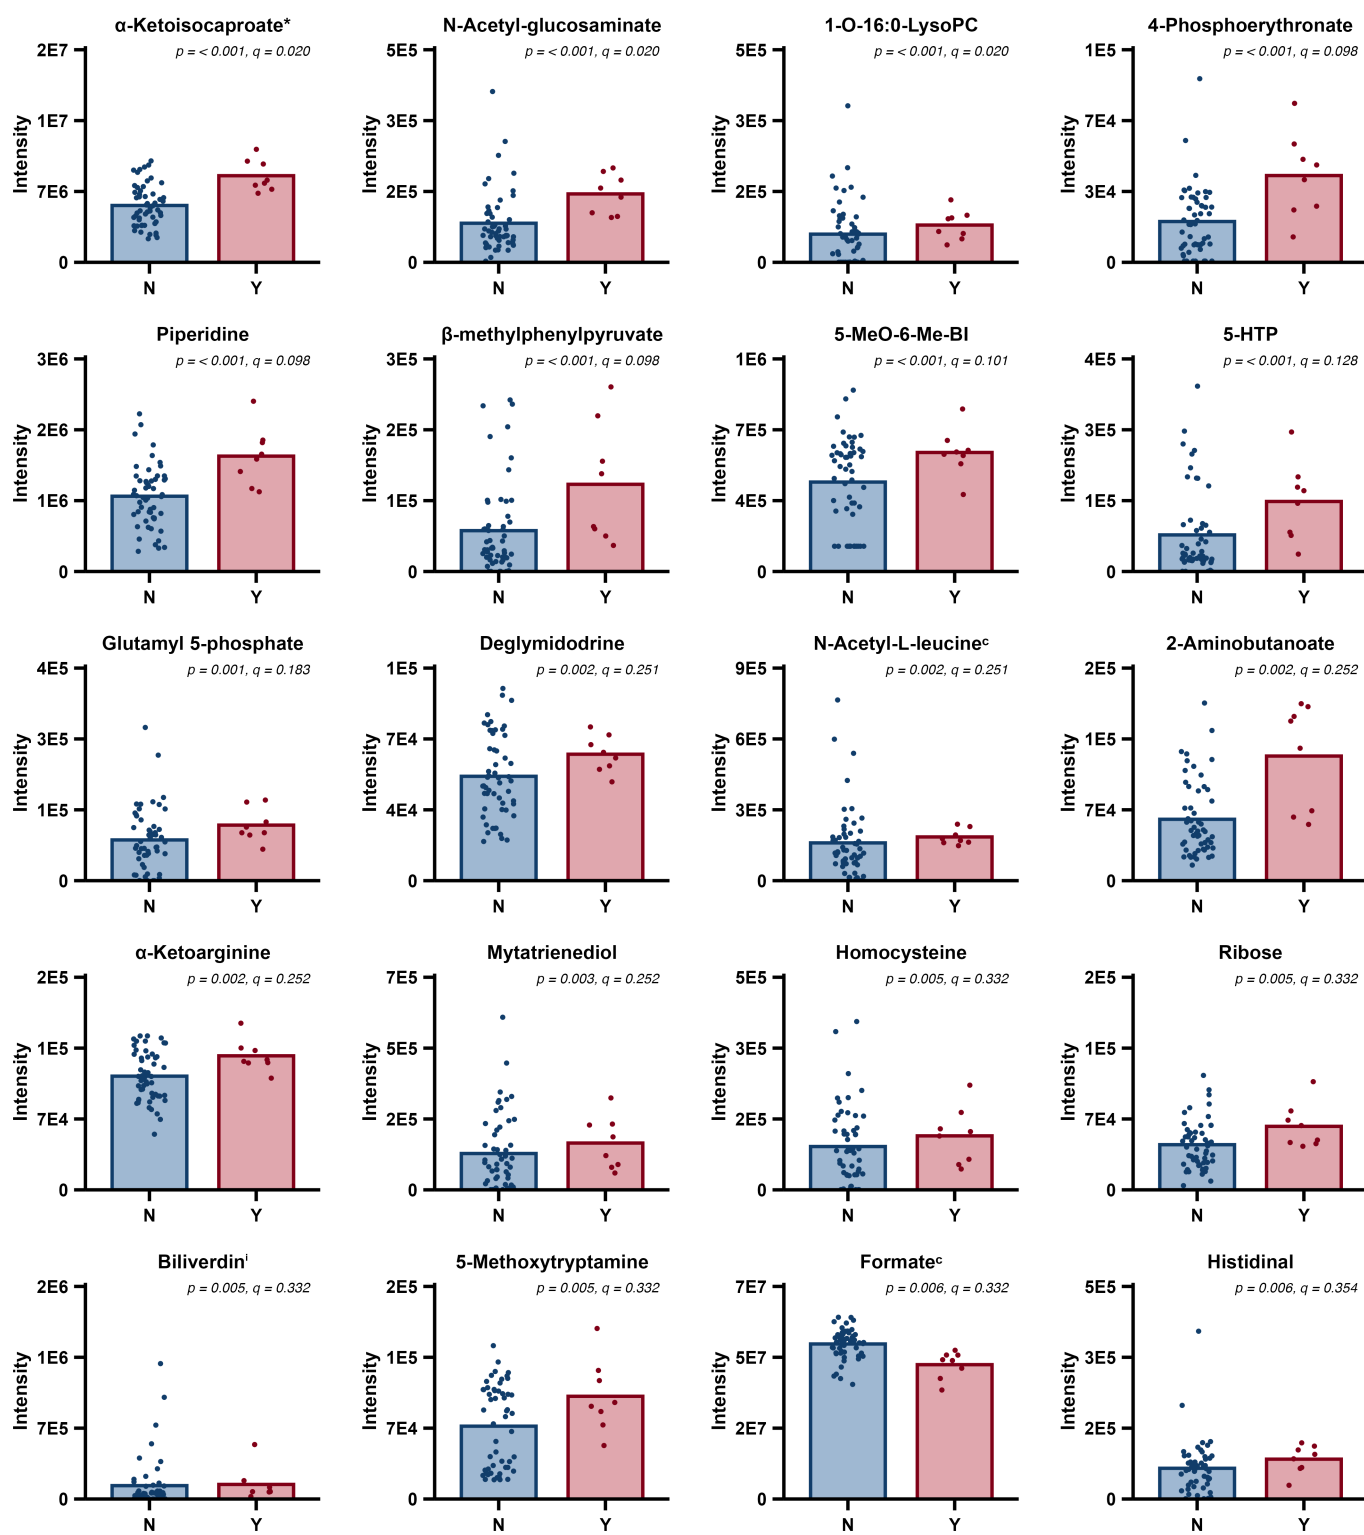 α-Ketoisocaproate*
p = < 0.001, q = 0.020
Intensity
2E7
1E7
7E6
0
N Y
N-Acetyl-glucosaminate
p = < 0.001, q = 0.020
Intensity
5E5
3E5
2E5
0
N Y
1-O-16:0-LysoPC
p = < 0.001, q = 0.020
Intensity
5E5
3E5
2E5
0
N Y
4-Phosphoerythronate
p = < 0.001, q = 0.098
Intensity
1E5
7E4
3E4
0
N Y
Piperidine
p = < 0.001, q = 0.098
Intensity
3E6
2E6
1E6
0
N Y
β-methylphenylpyruvate
p = < 0.001, q = 0.098
Intensity
3E5
2E5
1E5
0
N Y
5-MeO-6-Me-BI
p = < 0.001, q = 0.101
Intensity
1E6
7E5
4E5
0
N Y
5-HTP
p = < 0.001, q = 0.128
Intensity
4E5
3E5
1E5
0
N Y
Glutamyl 5-phosphate
p = 0.001, q = 0.183
Intensity
4E5
3E5
1E5
0
N Y
Deglymidodrine
p = 0.002, q = 0.251
Intensity
1E5
7E4
4E4
0
N Y
N-Acetyl-L-leucineᶜ
p = 0.002, q = 0.251
Intensity
9E5
6E5
3E5
0
N Y
2-Aminobutanoate
p = 0.002, q = 0.252
Intensity
2E5
1E5
7E4
0
N Y
α-Ketoarginine
p = 0.002, q = 0.252
Intensity
2E5
1E5
7E4
0
N Y
Mytatrienediol
p = 0.003, q = 0.252
Intensity
7E5
5E5
2E5
0
N Y
Homocysteine
p = 0.005, q = 0.332
Intensity
5E5
3E5
2E5
0
N Y
Ribose
p = 0.005, q = 0.332
Intensity
2E5
1E5
7E4
0
N Y
Biliverdinⁱ
p = 0.005, q = 0.332
Intensity
2E6
1E6
7E5
0
N Y
5-Methoxytryptamine
p = 0.005, q = 0.332
Intensity
2E5
1E5
7E4
0
N Y
Formateᶜ
p = 0.006, q = 0.332
Intensity
7E7
5E7
2E7
0
N Y
Histidinal
p = 0.006, q = 0.354
Intensity
5E5
3E5
2E5
0
N Y